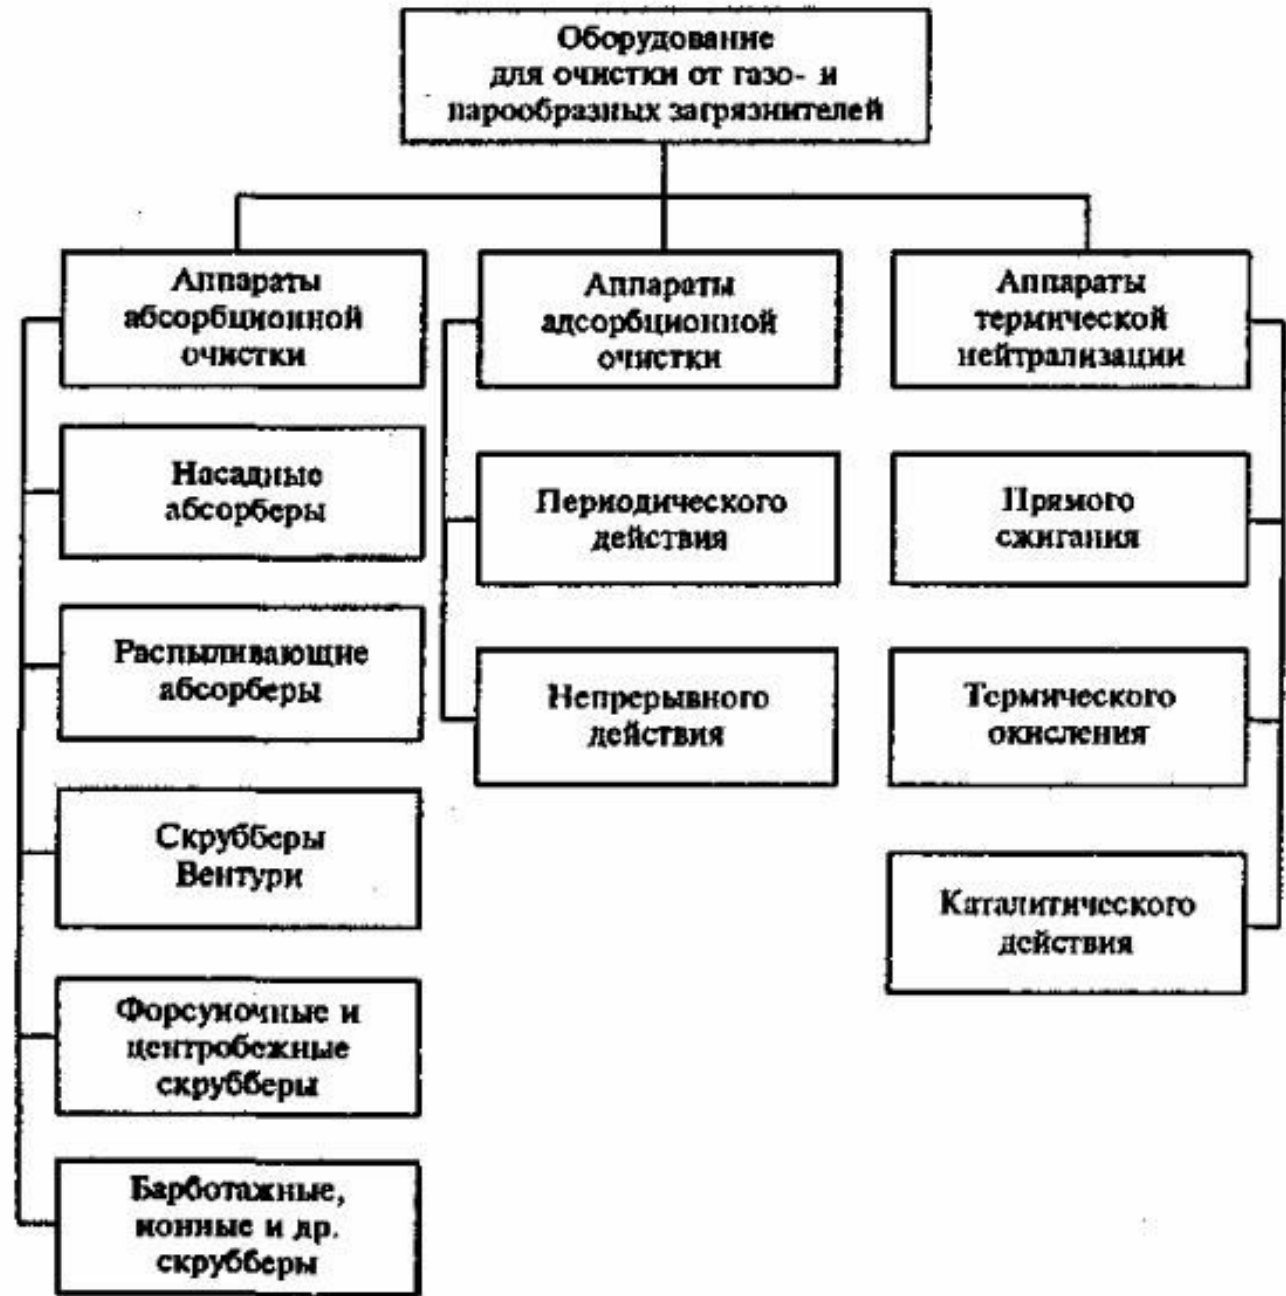 Оборудование
для очистки от газо- и
парообразных загрязнителей
Аппараты
абсорбционной
очистки
Насадные
абсорберы
Распыливающие
абсорберы
Скрубберы
Вентури
Форсуночные и
центробежные
скрубберы
Барботажные,
ионные и др.
скрубберы
Аппараты
адсорбционной
очистки
Периодического
действия
Непрерывного
действия
Аппараты
термической
нейтрализации
Прямого
сжигания
Термического
окисления
Каталитического
действия